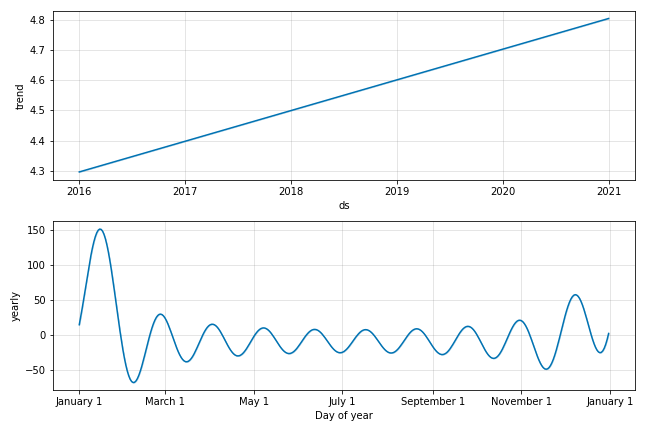 4.8
4.7
4.6
4.5
4.4
4.3
trend
2016 2017 2018 2019 2020 2021
ds
150
100
50
0
−50
yearly
January 1 March 1 May 1 July 1 September 1 November 1 January 1
Day of year